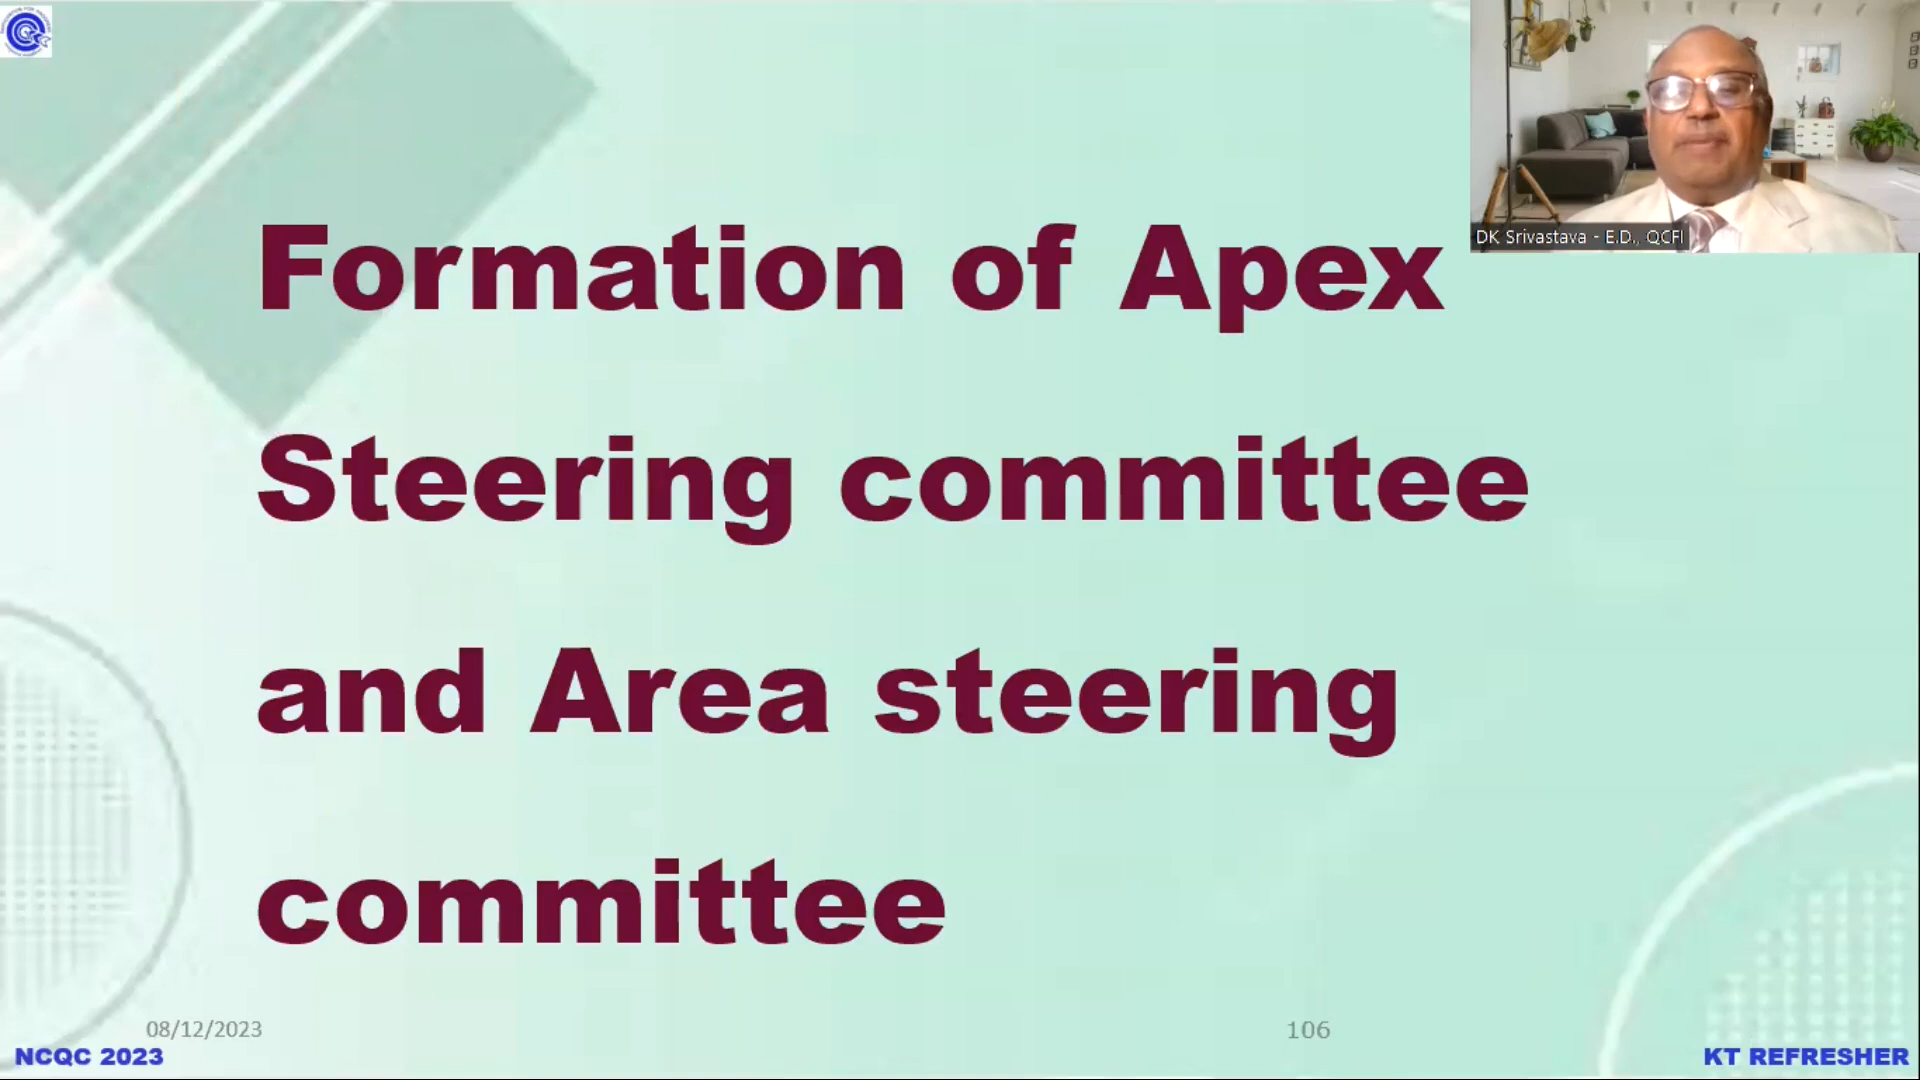 DK Srivastava - E.D., QCFI
Formation of Apex
Steering committee
and Area steering
committee
08/12/2023
106
NCQC 2023
KT REFRESHER